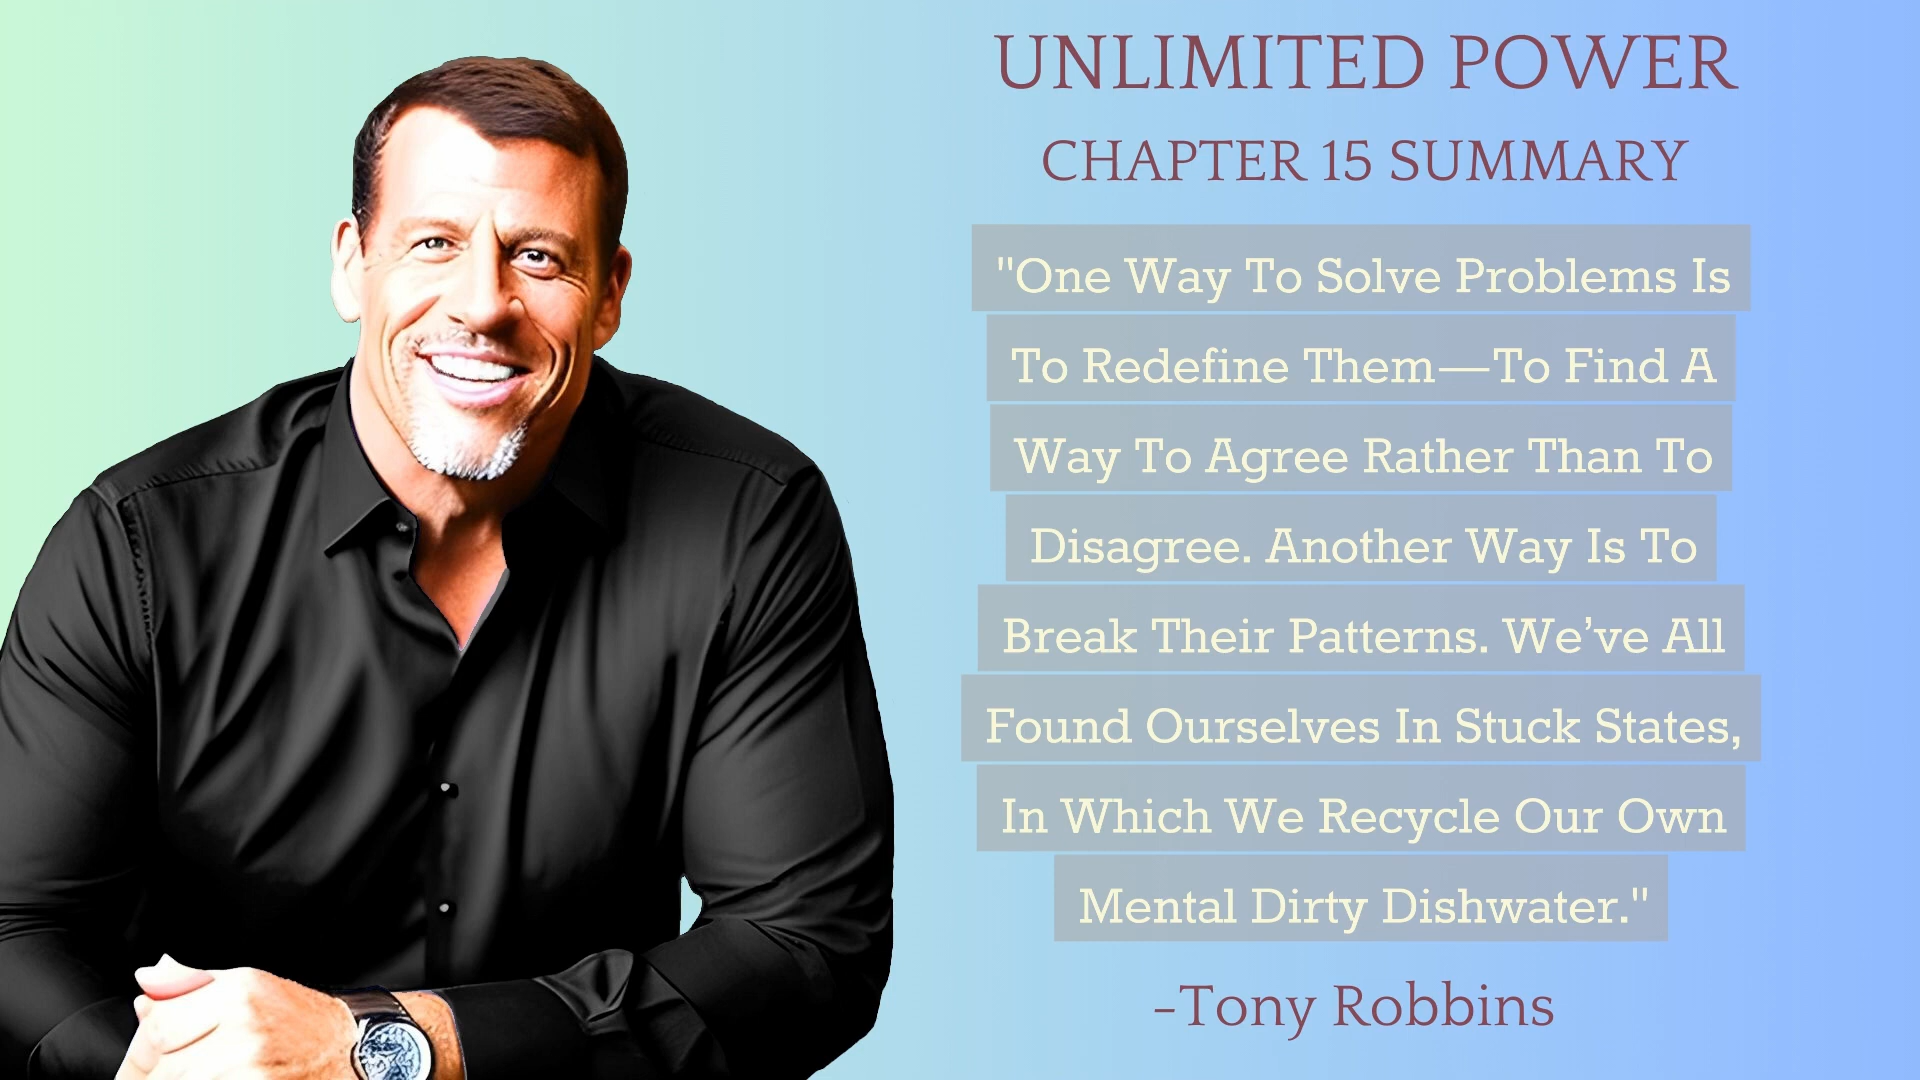 UNLIMITED POWER
CHAPTER 15 SUMMARY
"One Way To Solve Problems Is
To Redefine Them—To Find A
Way To Agree Rather Than To
Disagree. Another Way Is To
Break Their Patterns. We’ve All
Found Ourselves In Stuck States,
In Which We Recycle Our Own
Mental Dirty Dishwater."
-Tony Robbins